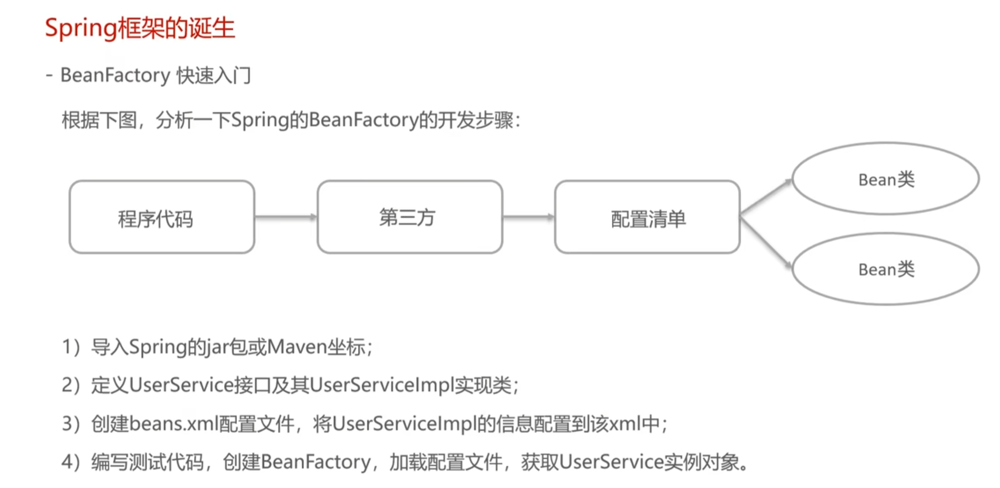 Spring框架的诞生
- BeanFactory 快速入门
根据下图，分析一下Spring的BeanFactory的开发步骤：
程序代码
第三方
配置清单
Bean类
Bean类
1）导入Spring的jar包或Maven坐标；
2）定义UserService接口及其UserServiceImpl实现类；
3）创建beans.xml配置文件，将UserServiceImpl的信息配置到该xml中；
4）编写测试代码，创建BeanFactory，加载配置文件，获取UserService实例对象。